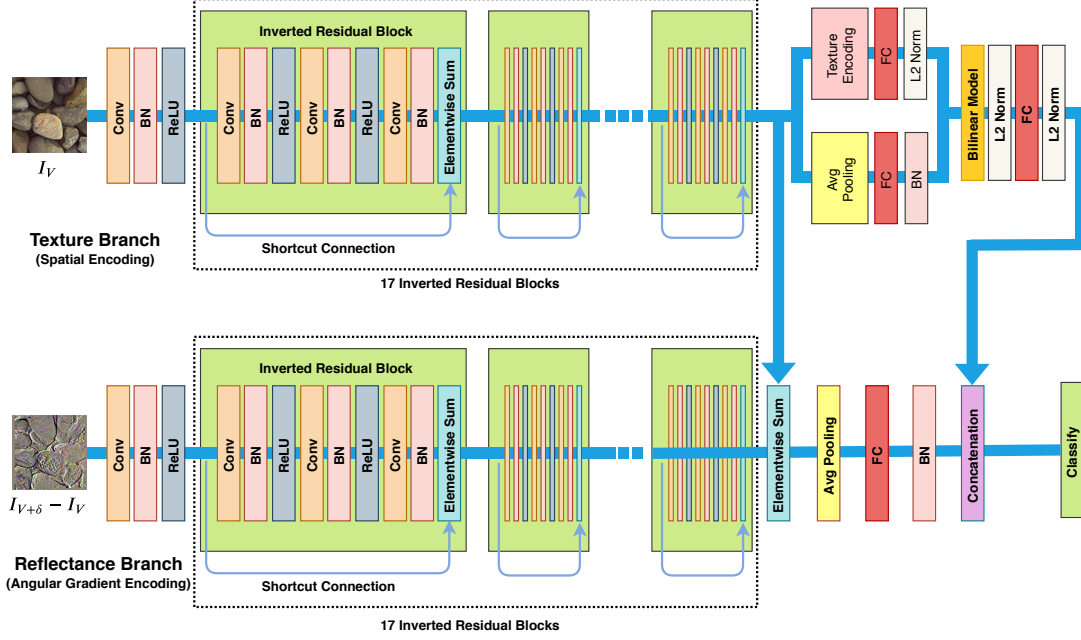 Inverted Residual Block
Conv
BN
ReLU
Conv
BN
ReLU
Conv
BN
ReLU
Conv
BN
Elementwise Sum
I_V
Texture Branch
(Spatial Encoding)
Shortcut Connection
17 Inverted Residual Blocks
Texture Encoding
FC
L2 Norm
Avg Pooling
FC
BN
Bilinear Model
L2 Norm
FC
L2 Norm
Inverted Residual Block
Conv
BN
ReLU
Conv
BN
ReLU
Conv
BN
ReLU
Conv
BN
Elementwise Sum
I_{V+δ} − I_V
Reflectance Branch
(Angular Gradient Encoding)
Shortcut Connection
17 Inverted Residual Blocks
Elementwise Sum
Avg Pooling
FC
BN
Concatenation
Classify